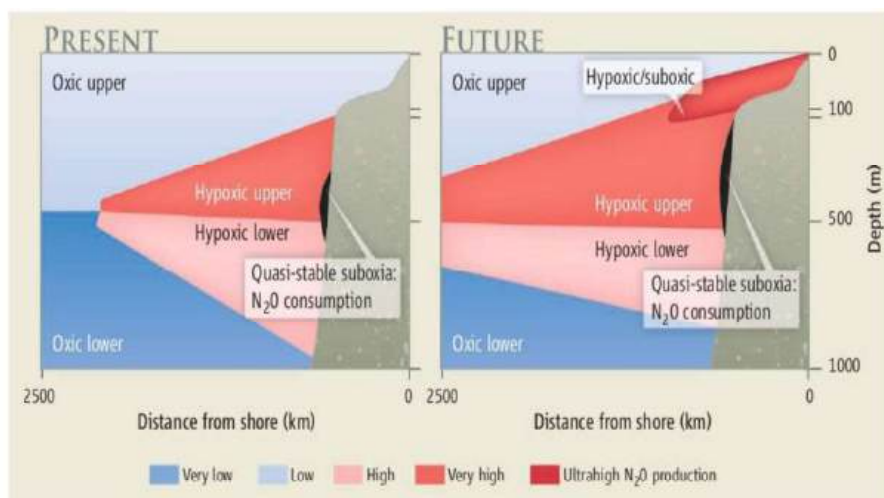 PRESENT
Oxic upper
Hypoxic upper
Hypoxic lower
Quasi-stable suboxia:
N₂O consumption
Oxic lower
2500
0
Distance from shore (km)
FUTURE
Oxic upper
Hypoxic/suboxic
Hypoxic upper
Hypoxic lower
Quasi-stable suboxia:
N₂O consumption
Oxic lower
0
100
500
1000
Depth (m)
2500
0
Distance from shore (km)
Very low
Low
High
Very high
Ultrahigh N₂O production